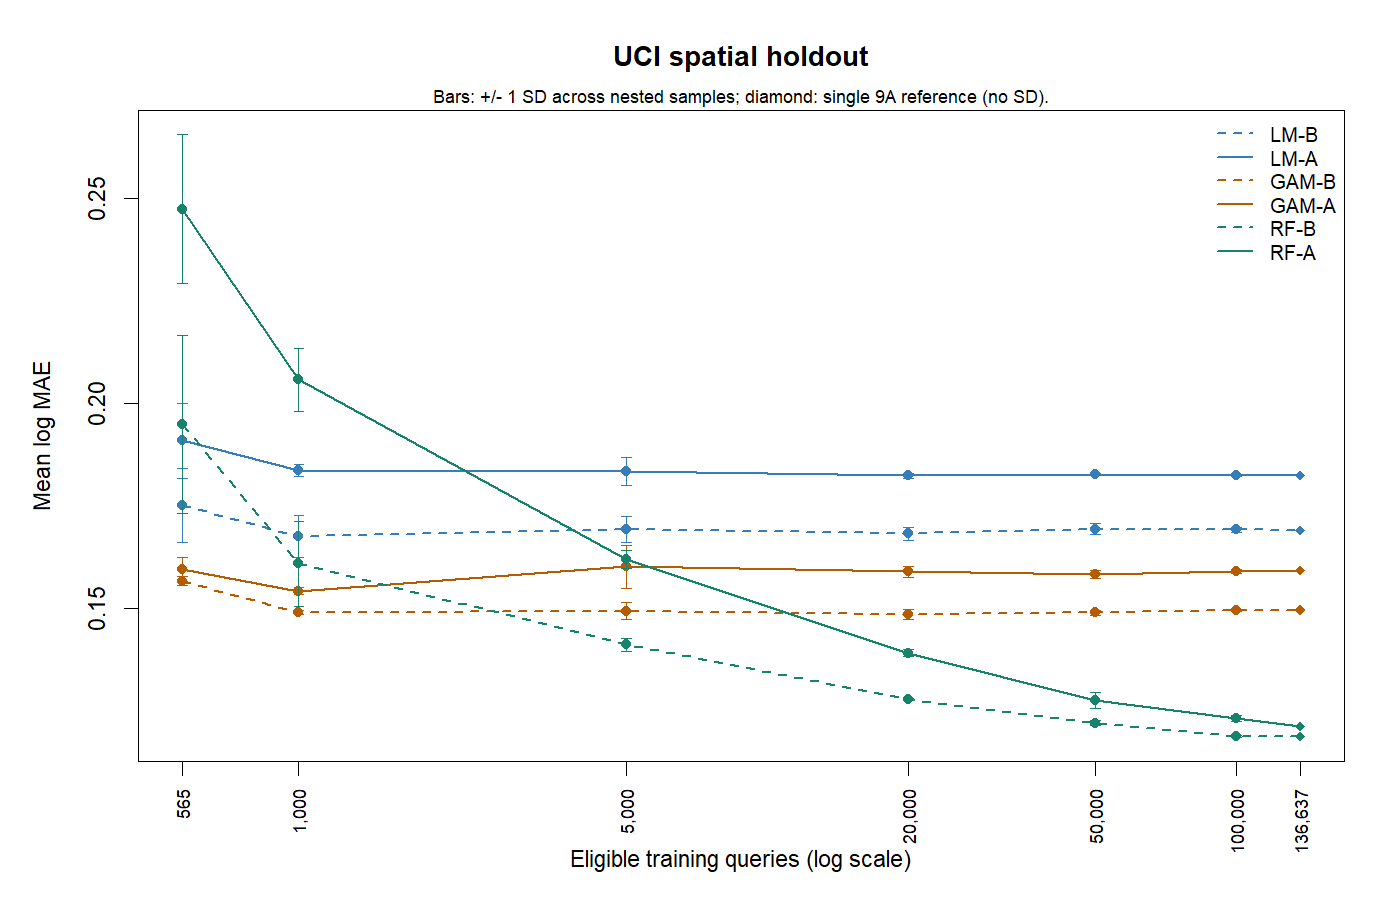 UCI spatial holdout
Bars: +/- 1 SD across nested samples; diamond: single 9A reference (no SD).
LM-B
LM-A
GAM-B
GAM-A
RF-B
RF-A
Mean log MAE
0.25
0.20
0.15
565
1,000
5,000
20,000
50,000
100,000
136,637
Eligible training queries (log scale)